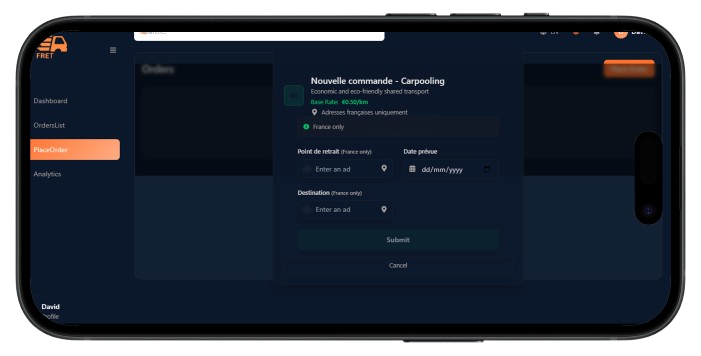 EN
FRET
Orders
Nouvelle commande - Carpooling
Economic and eco-friendly shared transport
Base Rate: €0.50/km
Adresses françaises uniquement
France only
Dashboard
OrdersList
PlaceOrder
Analytics
Point de retrait (France only)
Date prévue
Enter an ad
dd/mm/yyyy
Destination (France only)
Enter an ad
Submit
Cancel
David